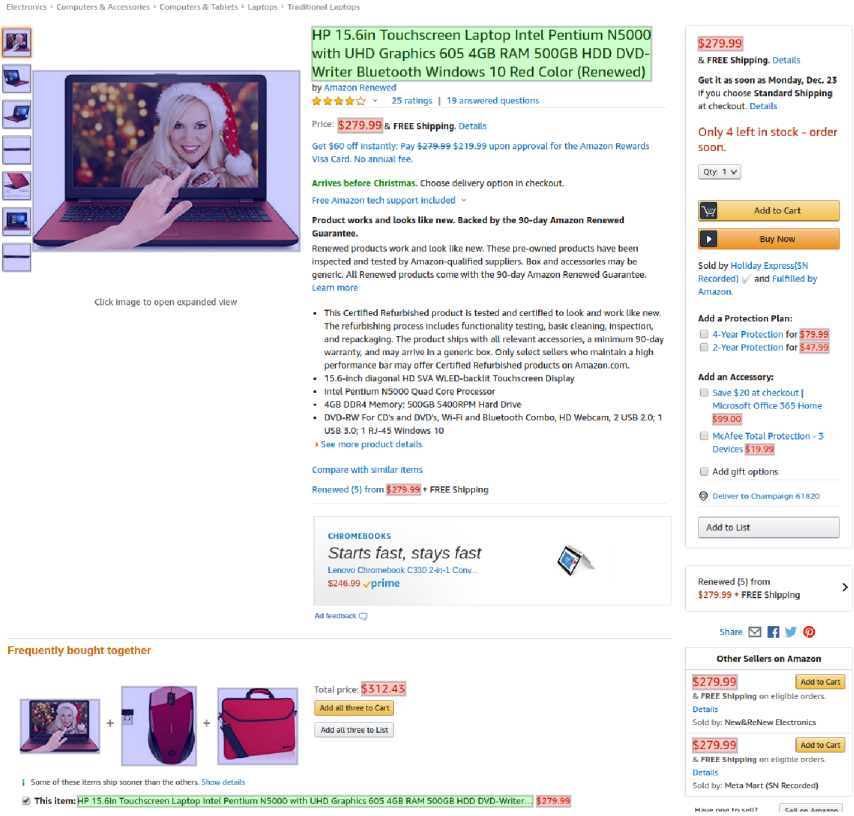 Electronics › Computers & Accessories › Computers & Tablets › Laptops › Traditional Laptops
HP 15.6in Touchscreen Laptop Intel Pentium N5000
with UHD Graphics 605 4GB RAM 500GB HDD DVD-
Writer Bluetooth Windows 10 Red Color (Renewed)
by Amazon Renewed
25 ratings | 19 answered questions
Price: $279.99 & FREE Shipping. Details
Get $60 off instantly: Pay $279.99 $219.99 upon approval for the Amazon Rewards
Visa Card. No annual fee.
Arrives before Christmas. Choose delivery option in checkout.
Free Amazon tech support included
Product works and looks like new. Backed by the 90-day Amazon Renewed
Guarantee.
Renewed products work and look like new. These pre-owned products have been
inspected and tested by Amazon-qualified suppliers. Box and accessories may be
generic. All Renewed products come with the 90-day Amazon Renewed Guarantee.
Learn more
• This Certified Refurbished product is tested and certified to look and work like new.
The refurbishing process includes functionality testing, basic cleaning, inspection,
and repackaging. The product ships with all relevant accessories, a minimum 90-day
warranty, and may arrive in a generic box. Only select sellers who maintain a high
performance bar may offer Certified Refurbished products on Amazon.com.
• 15.6-inch diagonal HD SVA WLED-backlit Touchscreen Display
• Intel Pentium N5000 Quad Core Processor
• 4GB DDR4 Memory; 500GB 5400RPM Hard Drive
• DVD-RW For CD's and DVD's, Wi-Fi and Bluetooth Combo, HD Webcam, 2 USB 2.0; 1
USB 3.0; 1 RJ-45 Windows 10
› See more product details
Compare with similar items
Renewed (5) from $279.99 + FREE Shipping
Click image to open expanded view
CHROMEBOOKS
Starts fast, stays fast
Lenovo Chromebook C330 2-in-1 Conv...
$246.99 prime
Ad feedback
$279.99
& FREE Shipping. Details
Get it as soon as Monday, Dec. 23
if you choose Standard Shipping
at checkout. Details
Only 4 left in stock - order
soon.
Qty: 1
Add to Cart
Buy Now
Sold by Holiday Express(SN
Recorded) and Fulfilled by
Amazon.
Add a Protection Plan:
4-Year Protection for $79.99
2-Year Protection for $47.99
Add an Accessory:
Save $20 at checkout |
Microsoft Office 365 Home
$99.00
McAfee Total Protection - 3
Devices $19.99
Add gift options
Deliver to Champaign 61820
Add to List
Renewed (5) from
$279.99 + FREE Shipping
Share
Other Sellers on Amazon
$279.99 Add to Cart
& FREE Shipping on eligible orders.
Details
Sold by: New&ReNew Electronics
$279.99 Add to Cart
& FREE Shipping on eligible orders.
Details
Sold by: Meta Mart (SN Recorded)
Have one to sell? Sell on Amazon
Frequently bought together
+ +
Total price: $312.43
Add all three to Cart
Add all three to List
i Some of these items ship sooner than the others. Show details
This item: HP 15.6in Touchscreen Laptop Intel Pentium N5000 with UHD Graphics 605 4GB RAM 500GB HDD DVD-Writer... $279.99